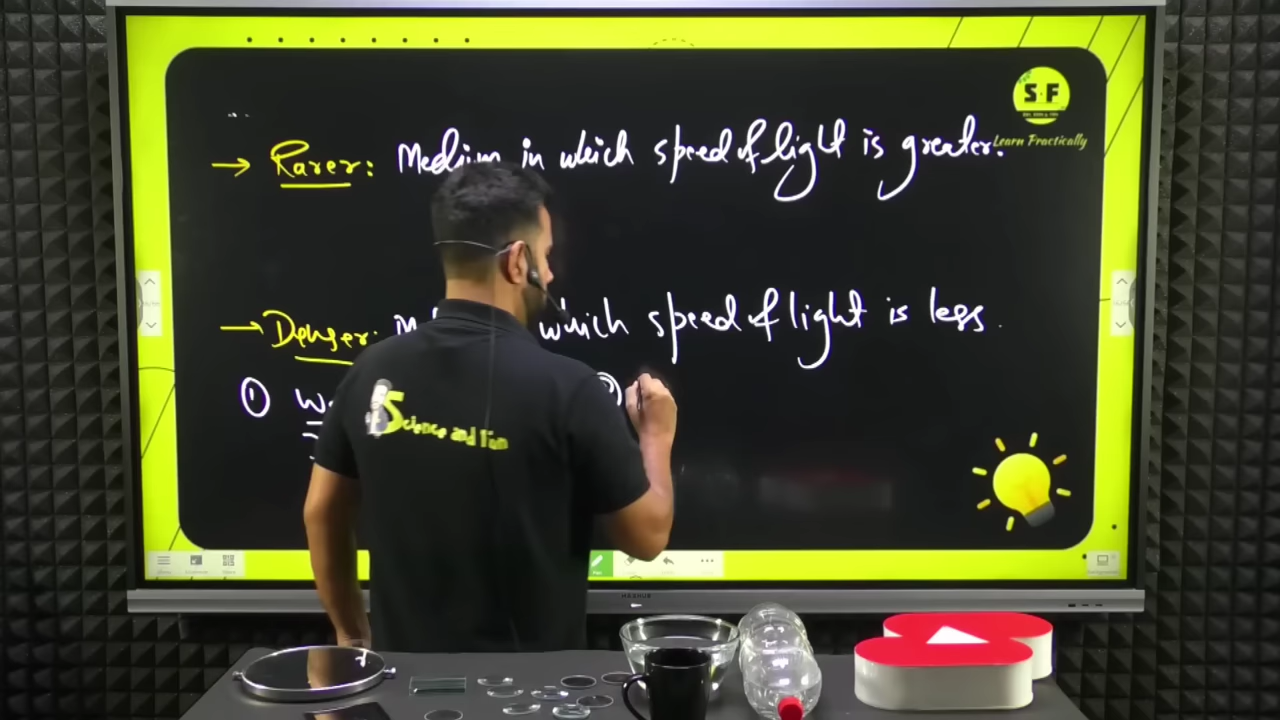 S·F
Learn Practically
→ Rarer: Medium in which speed of light is greater.
→ Denser: which speed of light is less.
①
②
Science and Fun